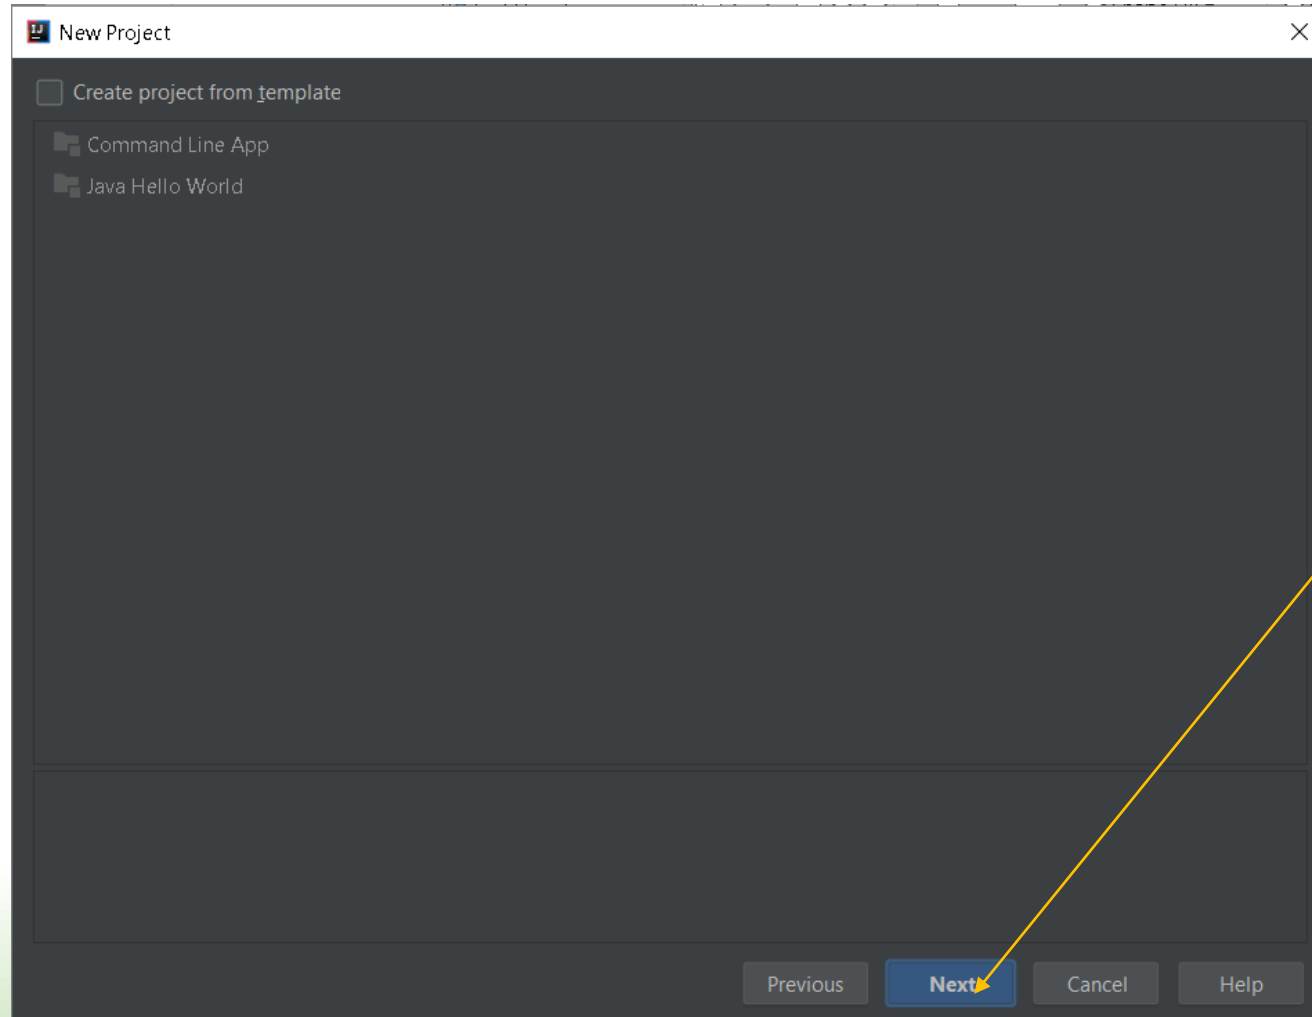 New Project
Create project from template
Command Line App
Java Hello World
Previous Next Cancel Help